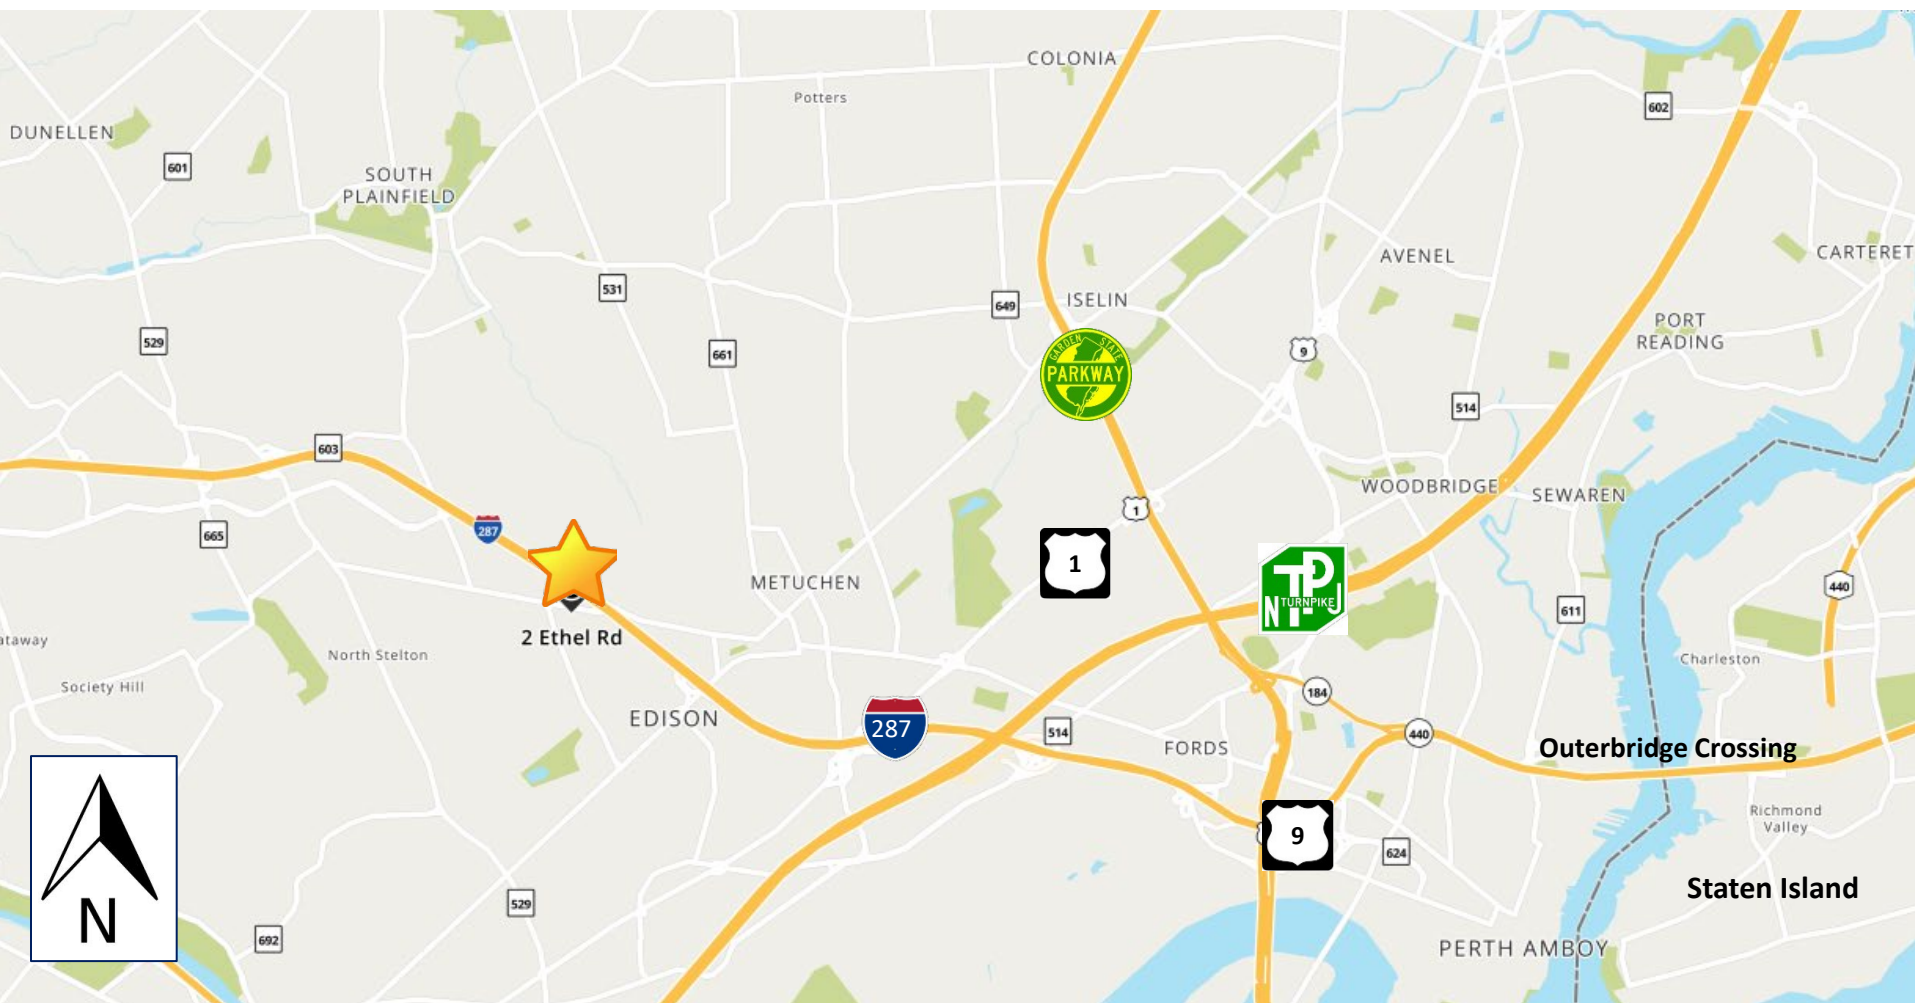 COLONIA
Potters
602
DUNELLEN
601
SOUTH
PLAINFIELD
AVENEL
CARTERET
531
649
ISELIN
PORT
READING
529
661
9
GARDEN STATE
PARKWAY
514
603
WOODBRIDGE
SEWAREN
665
287
1
1
METUCHEN
440
N TP J
TURNPIKE
611
2 Ethel Rd
ataway
North Stelton
Charleston
Society Hill
184
EDISON
287
514
FORDS
440
Outerbridge Crossing
Richmond
Valley
9
624
Staten Island
529
N
692
PERTH AMBOY